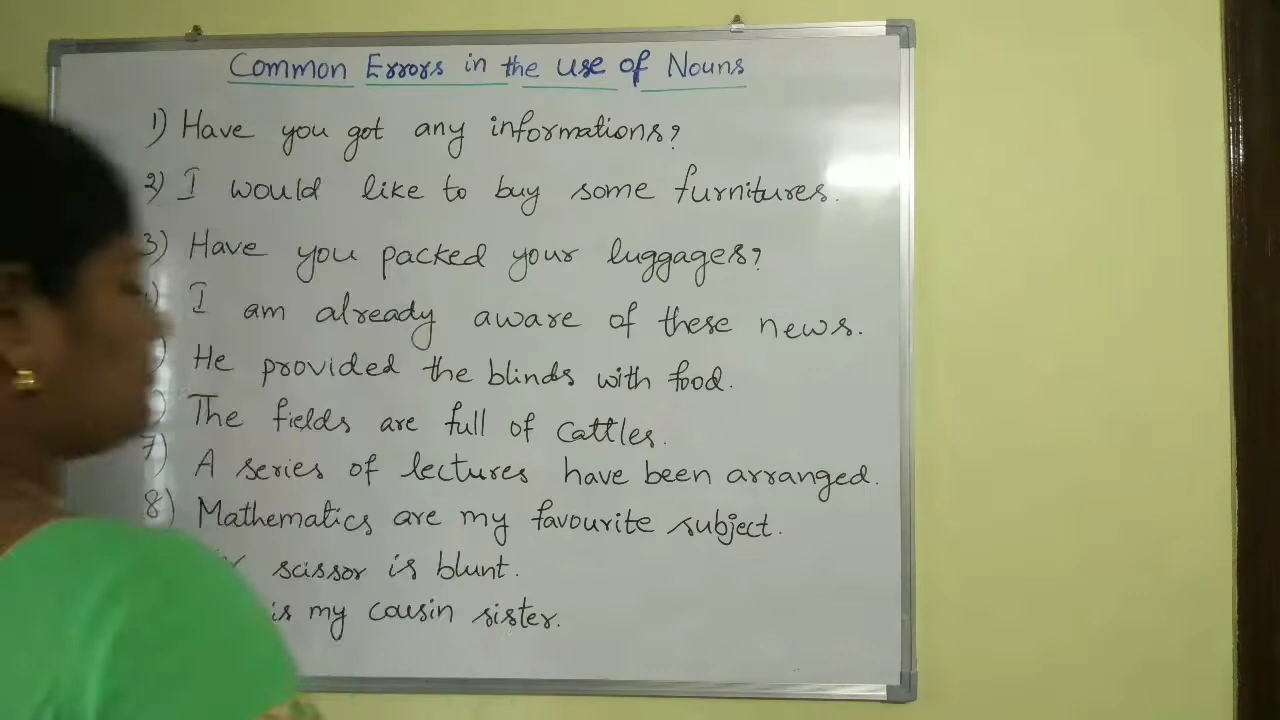 Common Errors in the use of Nouns
1) Have you got any informations?
2) I would like to buy some furnitures.
3) Have you packed your luggages?
I am already aware of these news.
He provided the blinds with food.
The fields are full of cattles.
7) A series of lectures have been arranged.
8) Mathematics are my favourite subject.
scissor is blunt.
is my cousin sister.